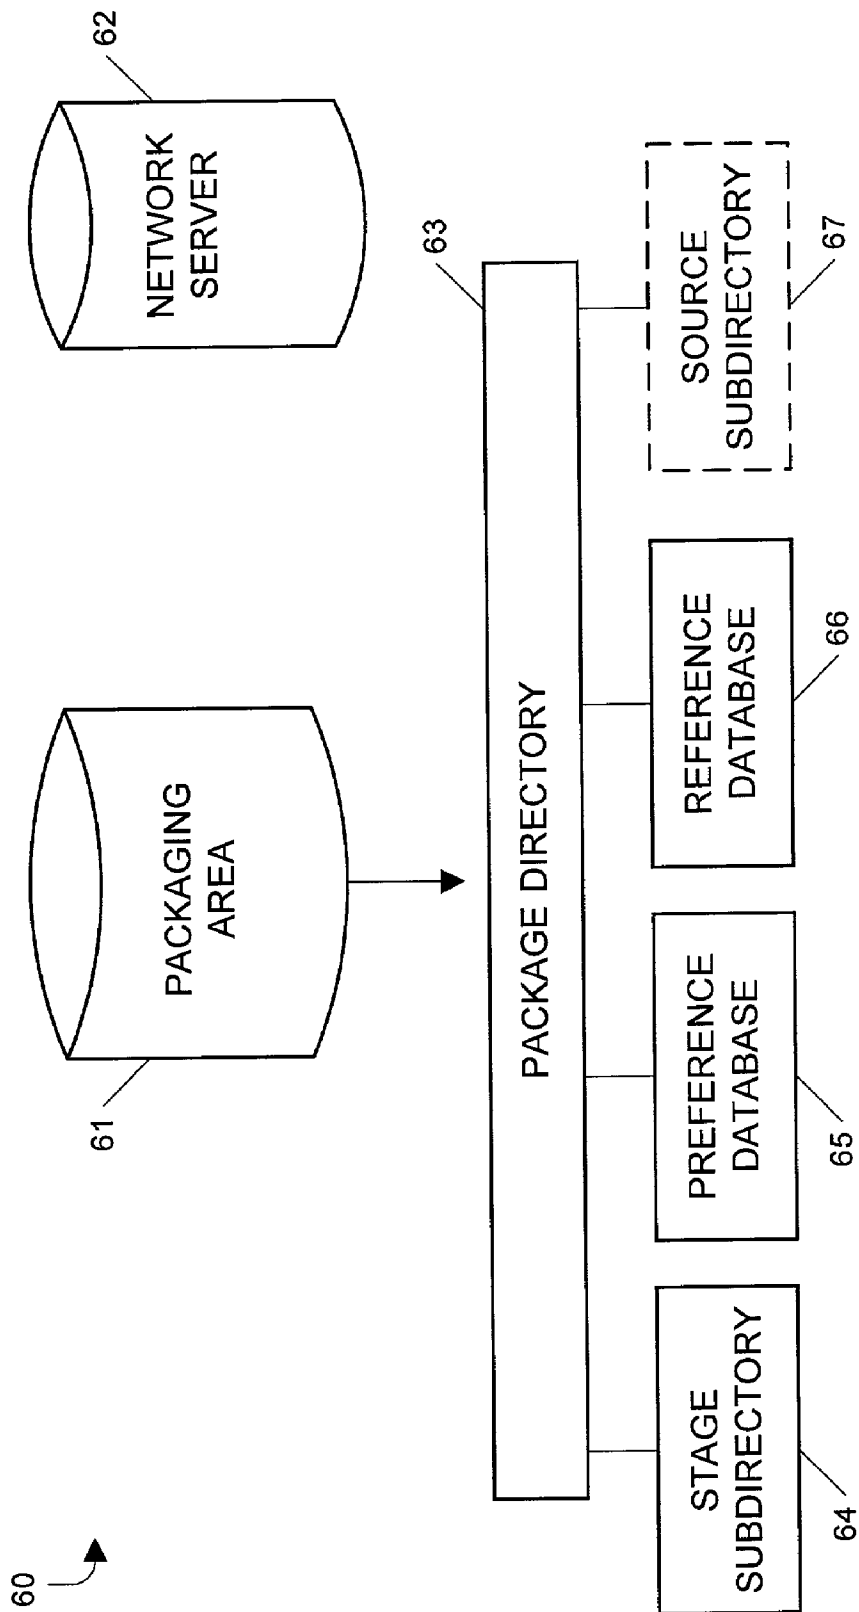 60
61
PACKAGING
AREA
62
NETWORK
SERVER
63
PACKAGE DIRECTORY
STAGE
SUBDIRECTORY
64
PREFERENCE
DATABASE
65
REFERENCE
DATABASE
66
SOURCE
SUBDIRECTORY
67